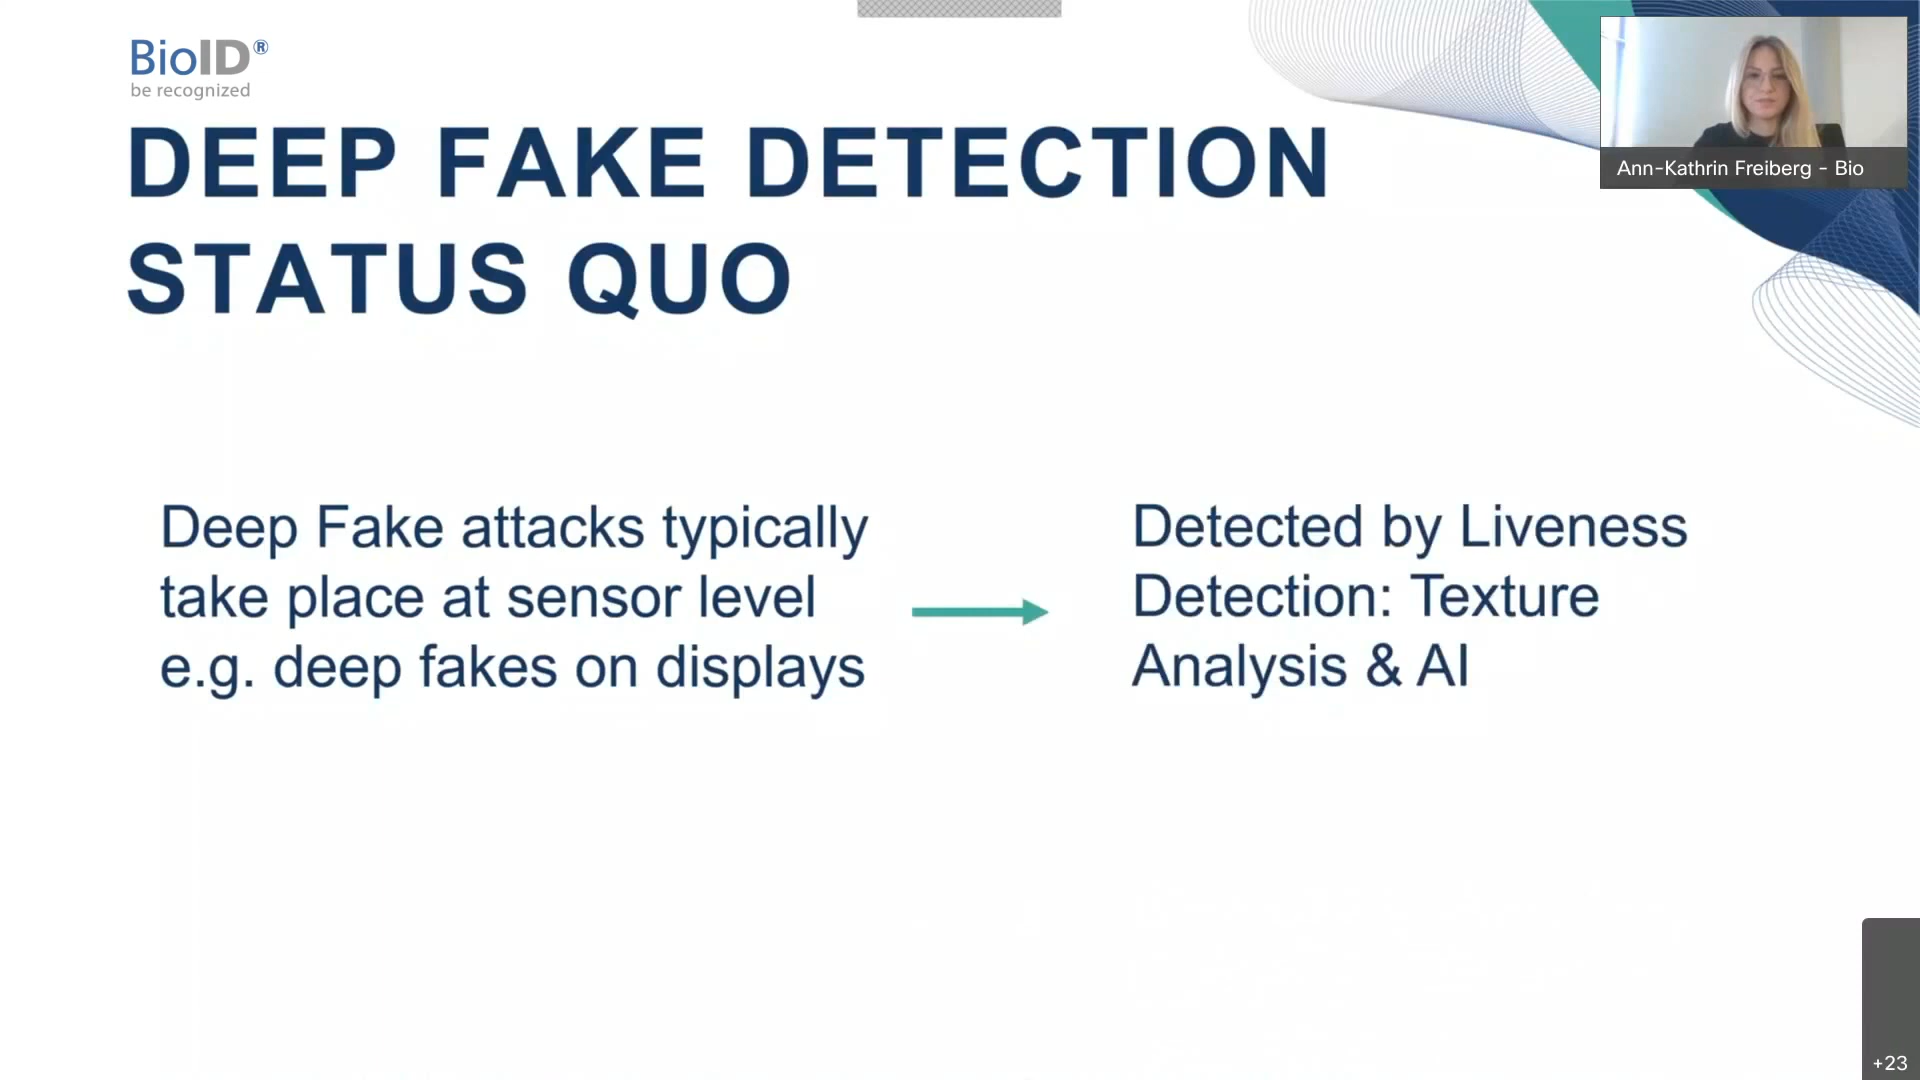 BioID®
be recognized
DEEP FAKE DETECTION
STATUS QUO
Ann-Kathrin Freiberg - Bio
Deep Fake attacks typically
take place at sensor level
e.g. deep fakes on displays
Detected by Liveness
Detection: Texture
Analysis & AI
+23